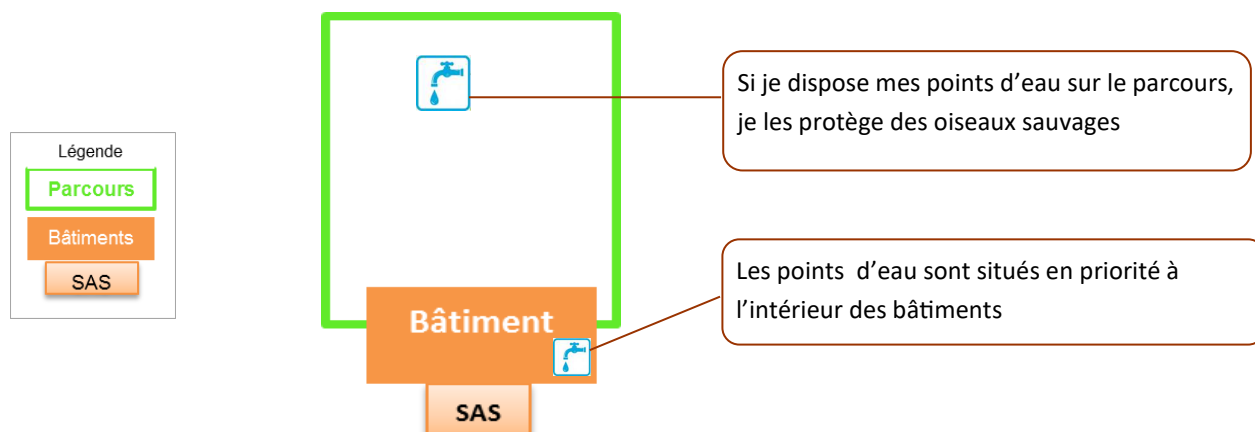 Si je dispose mes points d’eau sur le parcours,
je les protège des oiseaux sauvages
Légende
Parcours
Bâtiments
SAS
Les points  d’eau sont situés en priorité à
l’intérieur des bâtiments
Bâtiment
SAS